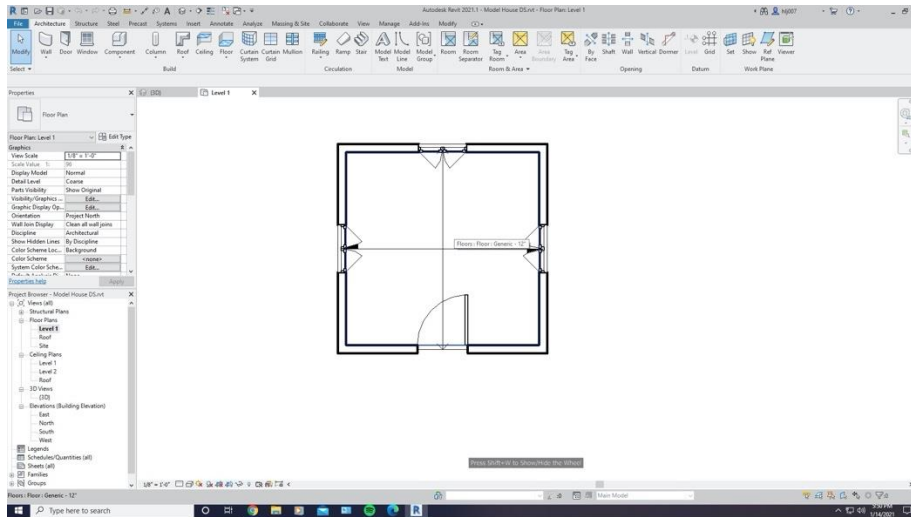 Autodesk Revit 2021.1 - Model House DS.rvt - Floor Plan: Level 1
File Architecture Structure Steel Precast Systems Insert Annotate Analyze Massing & Site Collaborate View Manage Add-Ins Modify
Modify Wall Door Window Component Column Roof Ceiling Floor Curtain System Curtain Grid Mullion Railing Ramp Stair Model Text Model Line Model Group Room Room Separator Tag Room Area Area Boundary Tag Area By Face Shaft Wall Vertical Dormer Level Grid Set Show Ref Plane Viewer
Select Build Circulation Model Room & Area Opening Datum Work Plane
Properties
(3D) Level 1
Floor Plan
Floor Plan: Level 1 Edit Type
Graphics
View Scale 1/8" = 1'-0"
Scale Value 1: 96
Display Model Normal
Detail Level Coarse
Parts Visibility Show Original
Visibility/Graphics ... Edit...
Graphic Display Op... Edit...
Orientation Project North
Wall Join Display Clean all wall joins
Discipline Architectural
Show Hidden Lines By Discipline
Color Scheme Loc... Background
Color Scheme <none>
System Color Sche... Edit...
Properties help Apply
Floors : Floor : Generic - 12"
Project Browser - Model House DS.rvt
Views (all)
Structural Plans
Floor Plans
Level 1
Roof
Site
Ceiling Plans
Level 1
Level 2
Roof
3D Views
(3D)
Elevations (Building Elevation)
East
North
South
West
Legends
Schedules/Quantities (all)
Sheets (all)
Families
Groups
Press Shift+W to Show/Hide the Wheel
1/8" = 1'-0"
Floors : Floor : Generic - 12"
Main Model
Type here to search
9:50 PM
1/14/2021